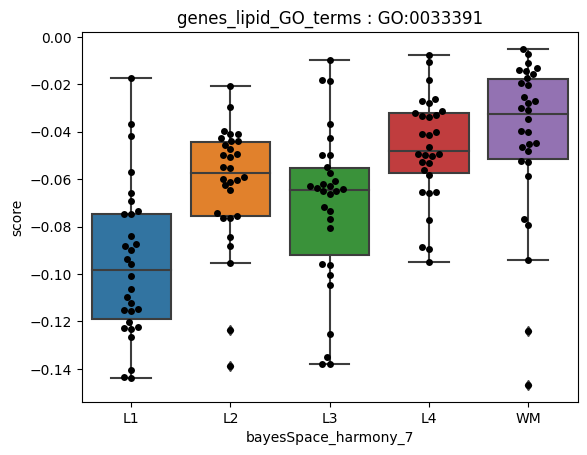 genes_lipid_GO_terms : GO:0033391
0.00
−0.02
−0.04
−0.06
−0.08
−0.10
−0.12
−0.14
score
L1 L2 L3 L4 WM
bayesSpace_harmony_7